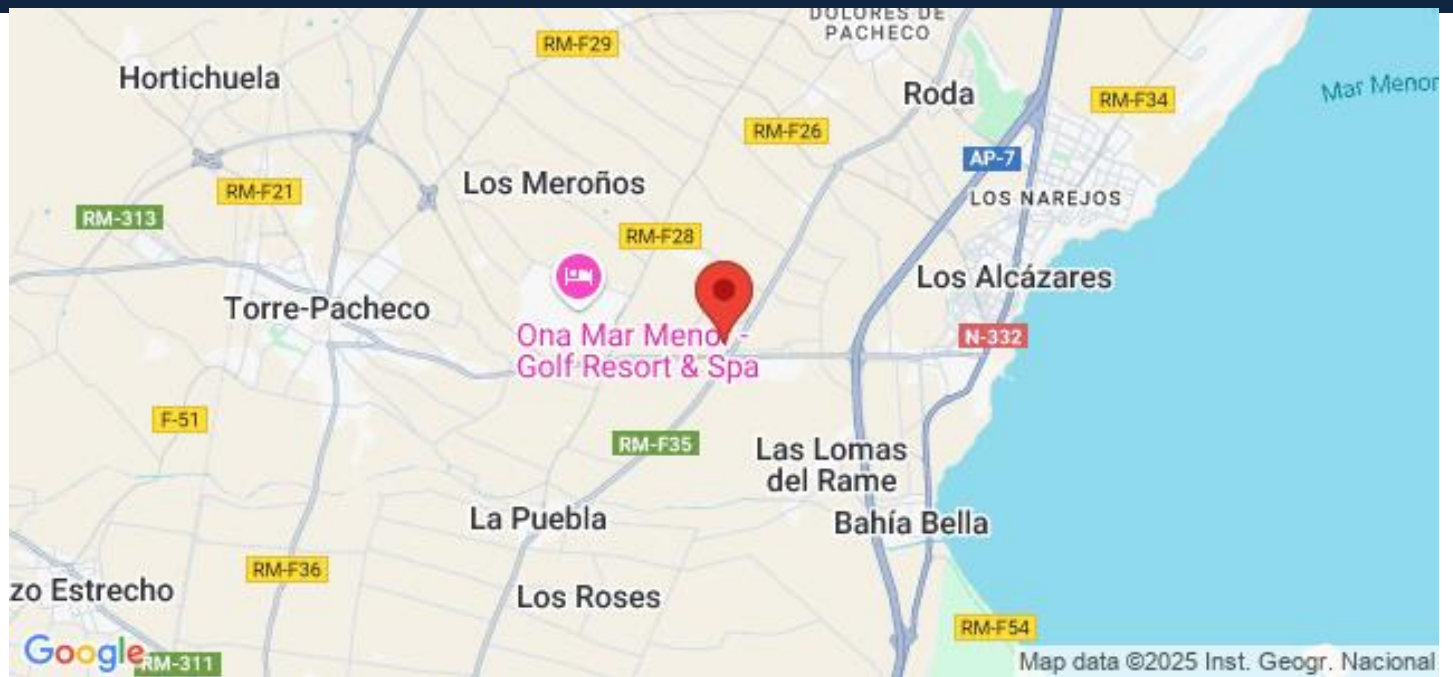 DOLORES DE
PACHECO
RM-F29
Hortichuela
Roda
RM-F34
Mar Menor
RM-F26
AP-7
Los Meroños
RM-F21
LOS NAREJOS
RM-313
RM-F28
Los Alcázares
Torre-Pacheco
Ona Mar Menor -
Golf Resort & Spa
N-332
F-51
RM-F35
Las Lomas
del Rame
La Puebla
Bahía Bella
RM-F36
zo Estrecho
Los Roses
RM-F54
Google
RM-311
Map data ©2025 Inst. Geogr. Nacional